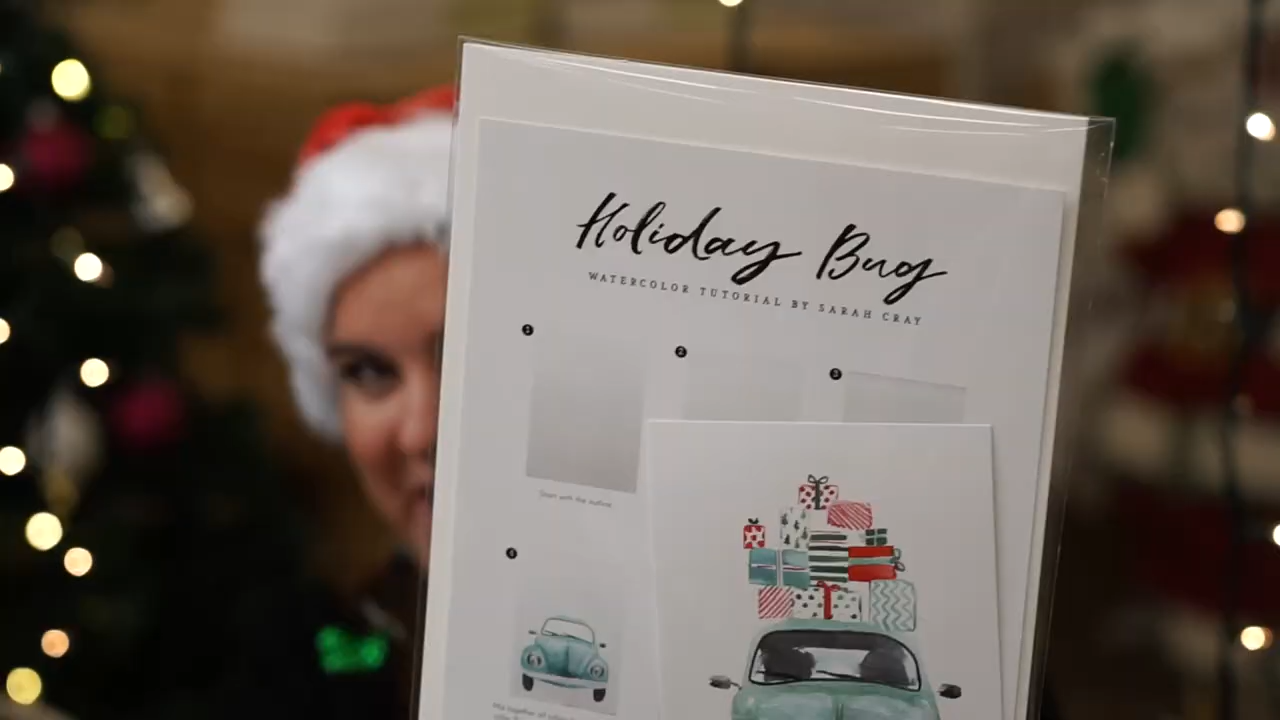 Holiday Bug
WATERCOLOR TUTORIAL BY SARAH CRAY
1
2
3
Start with the outline.
4